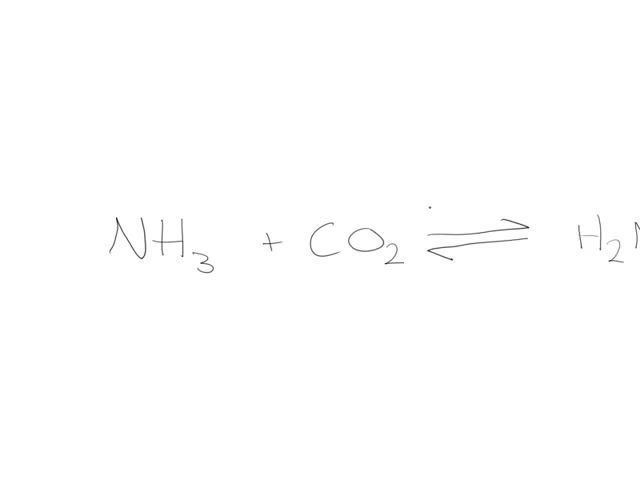 NH₃ + CO₂ ⇌ H₂